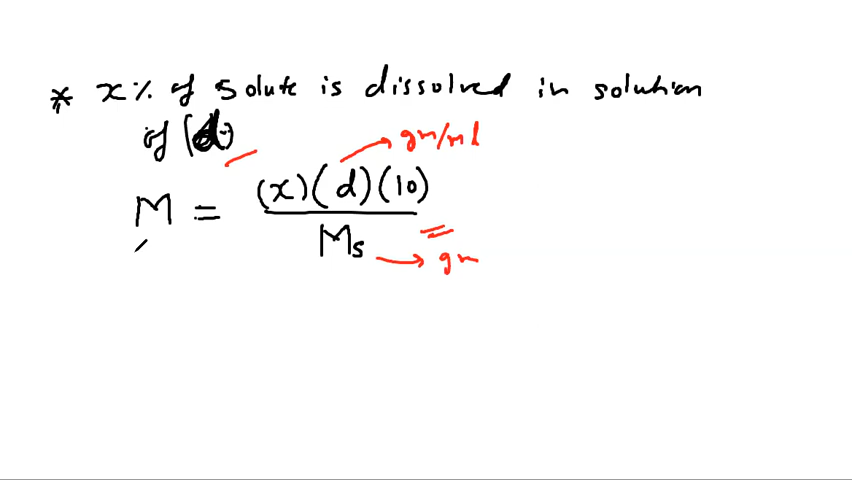 * x% of solute is dissolved in solution
of (d)
gm/ml
M = (x)(d)(10)
Ms
gm